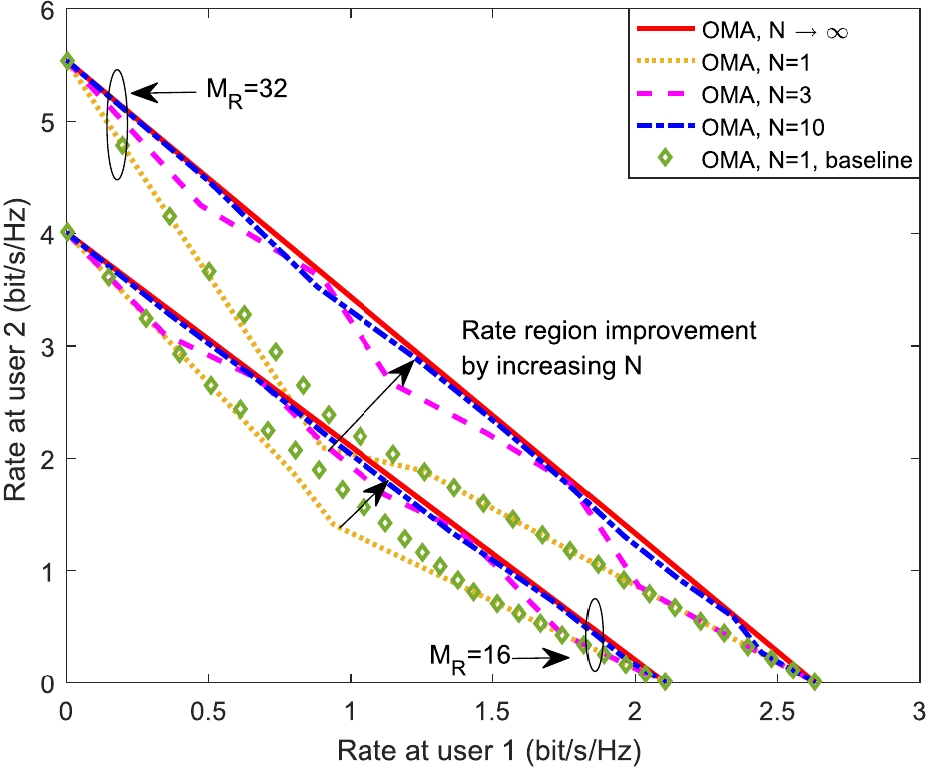 6
5
4
3
2
1
0
Rate at user 2 (bit/s/Hz)
OMA, N → ∞
OMA, N=1
OMA, N=3
OMA, N=10
OMA, N=1, baseline
M_R=32
Rate region improvement
by increasing N
M_R=16
0
0.5
1
1.5
2
2.5
3
Rate at user 1 (bit/s/Hz)